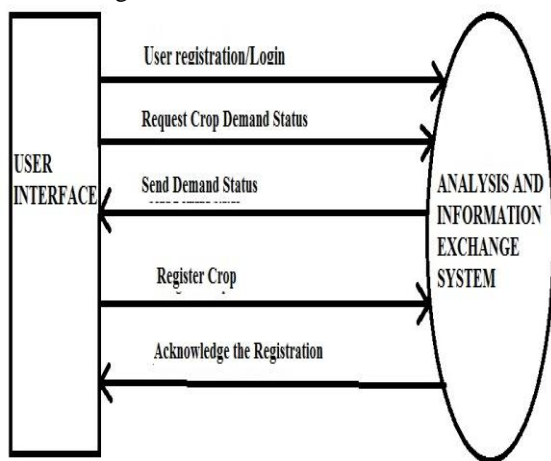 User registration/Login
Request Crop Demand Status
USER
INTERFACE
Send Demand Status
Register Crop
Acknowledge the Registration
ANALYSIS AND
INFORMATION
EXCHANGE
SYSTEM